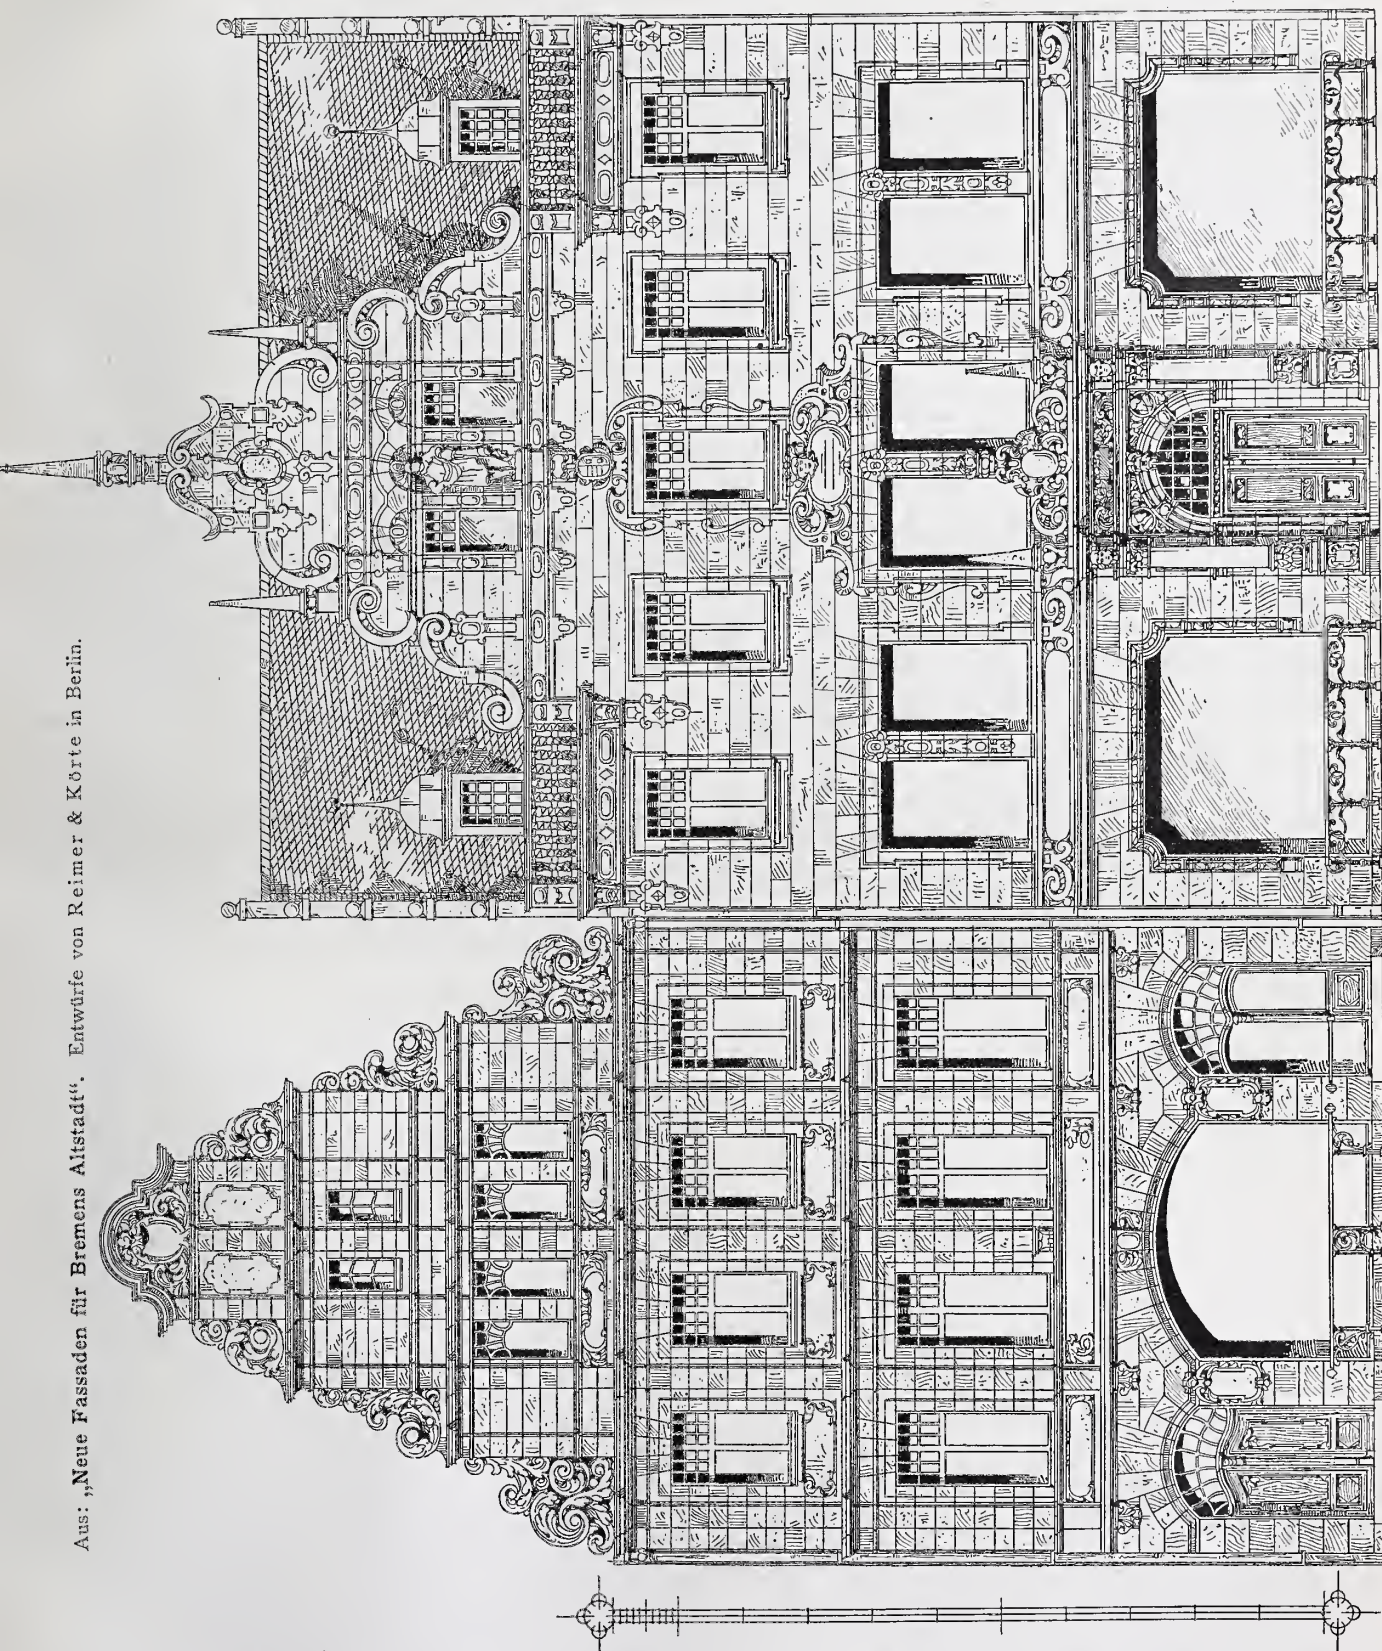 Aus: „Neue Fassaden für Bremens Altstadt“. Entwürfe von Reimer & Körte in Berlin.